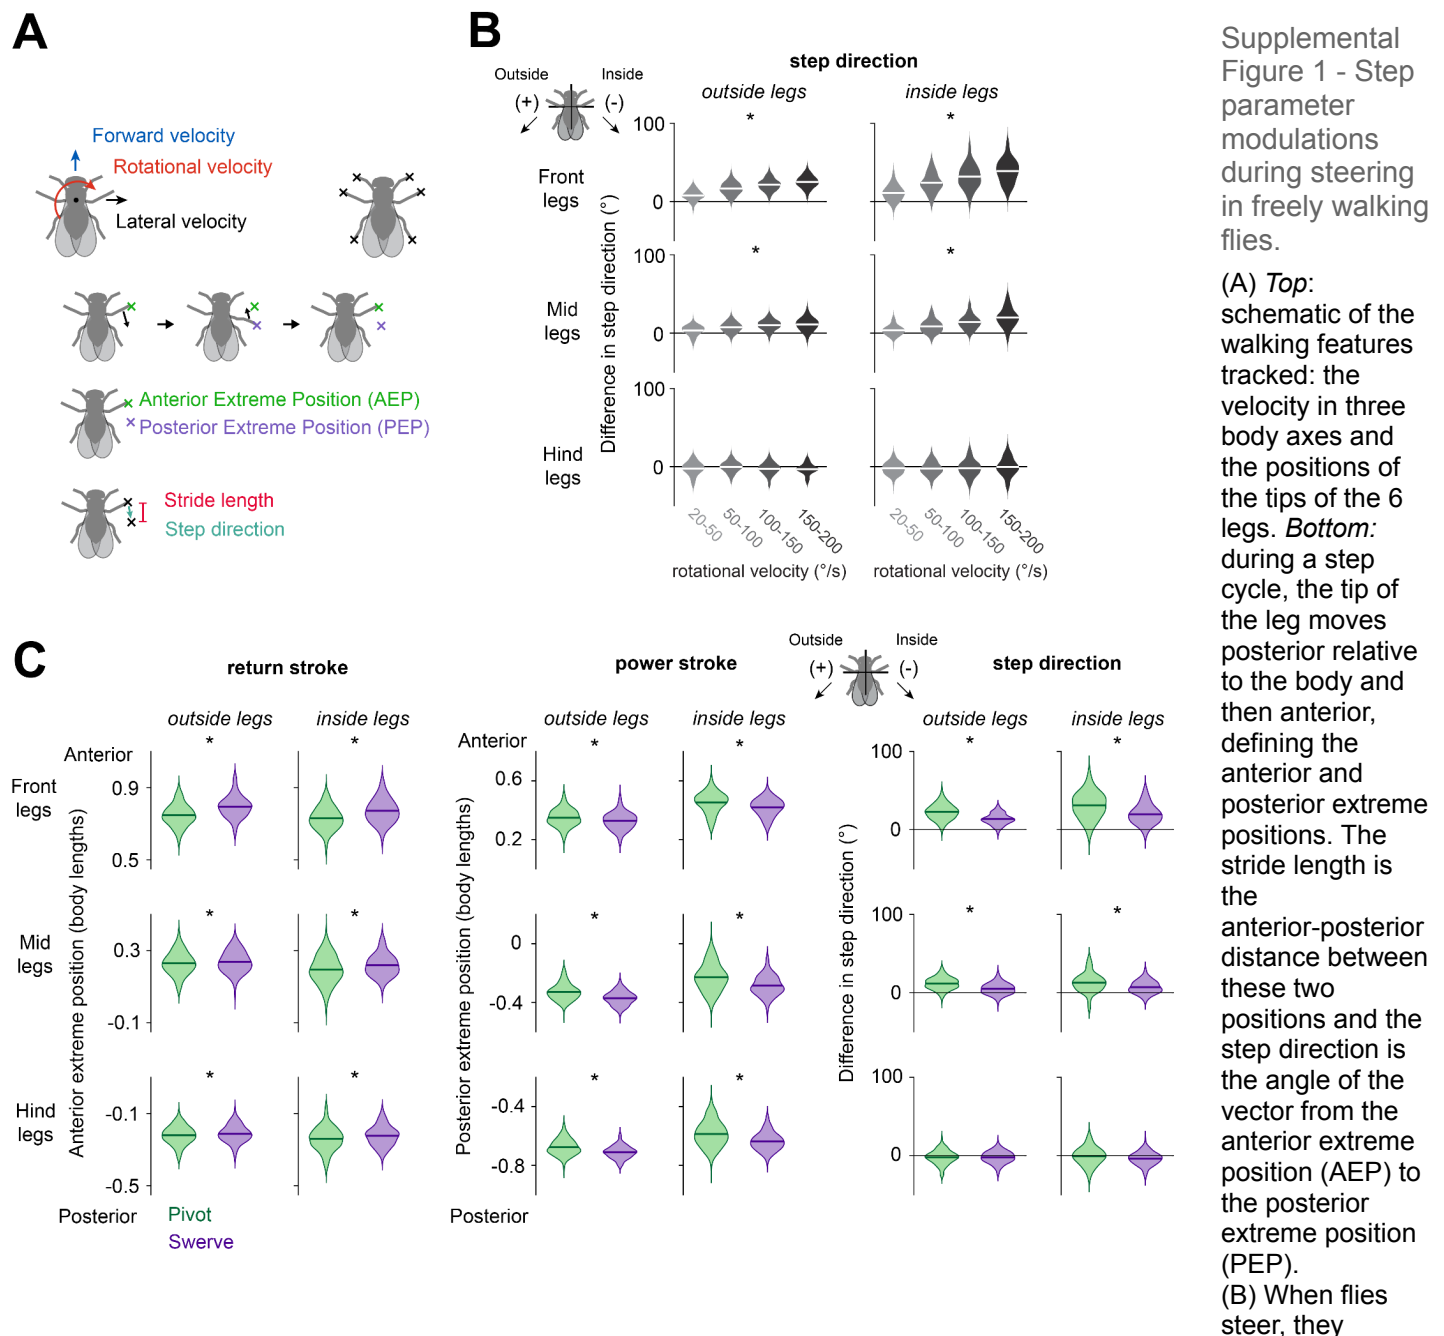 A
Forward velocity
Rotational velocity
Lateral velocity
Anterior Extreme Position (AEP)
Posterior Extreme Position (PEP)
Stride length
Step direction
B
step direction
Outside
Inside
(+)
(-)
outside legs
inside legs
*
*
100
0
Front
legs
*
*
100
0
Mid
legs
100
0
Hind
legs
Difference in step direction (°)
20-50
50-100
100-150
150-200
20-50
50-100
100-150
150-200
rotational velocity (°/s)
rotational velocity (°/s)
C
return stroke
outside legs
inside legs
Anterior
*
*
Front
legs
0.9
0.5
*
*
Mid
legs
0.3
-0.1
*
*
Hind
legs
-0.1
-0.5
Anterior extreme position (body lengths)
Posterior
Pivot
Swerve
power stroke
outside legs
inside legs
Anterior
*
*
0.6
0.2
*
*
0
-0.4
*
*
-0.4
-0.8
Posterior extreme position (body lengths)
Posterior
Outside
Inside
(+)
(-)
step direction
outside legs
inside legs
*
*
100
0
*
*
100
0
100
0
Difference in step direction (°)
Supplemental
Figure 1 - Step
parameter
modulations
during steering
in freely walking
flies.
(A) Top:
schematic of the
walking features
tracked: the
velocity in three
body axes and
the positions of
the tips of the 6
legs. Bottom:
during a step
cycle, the tip of
the leg moves
posterior relative
to the body and
then anterior,
defining the
anterior and
posterior extreme
positions. The
stride length is
the
anterior-posterior
distance between
these two
positions and the
step direction is
the angle of the
vector from the
anterior extreme
position (AEP) to
the posterior
extreme position
(PEP).
(B) When flies
steer, they